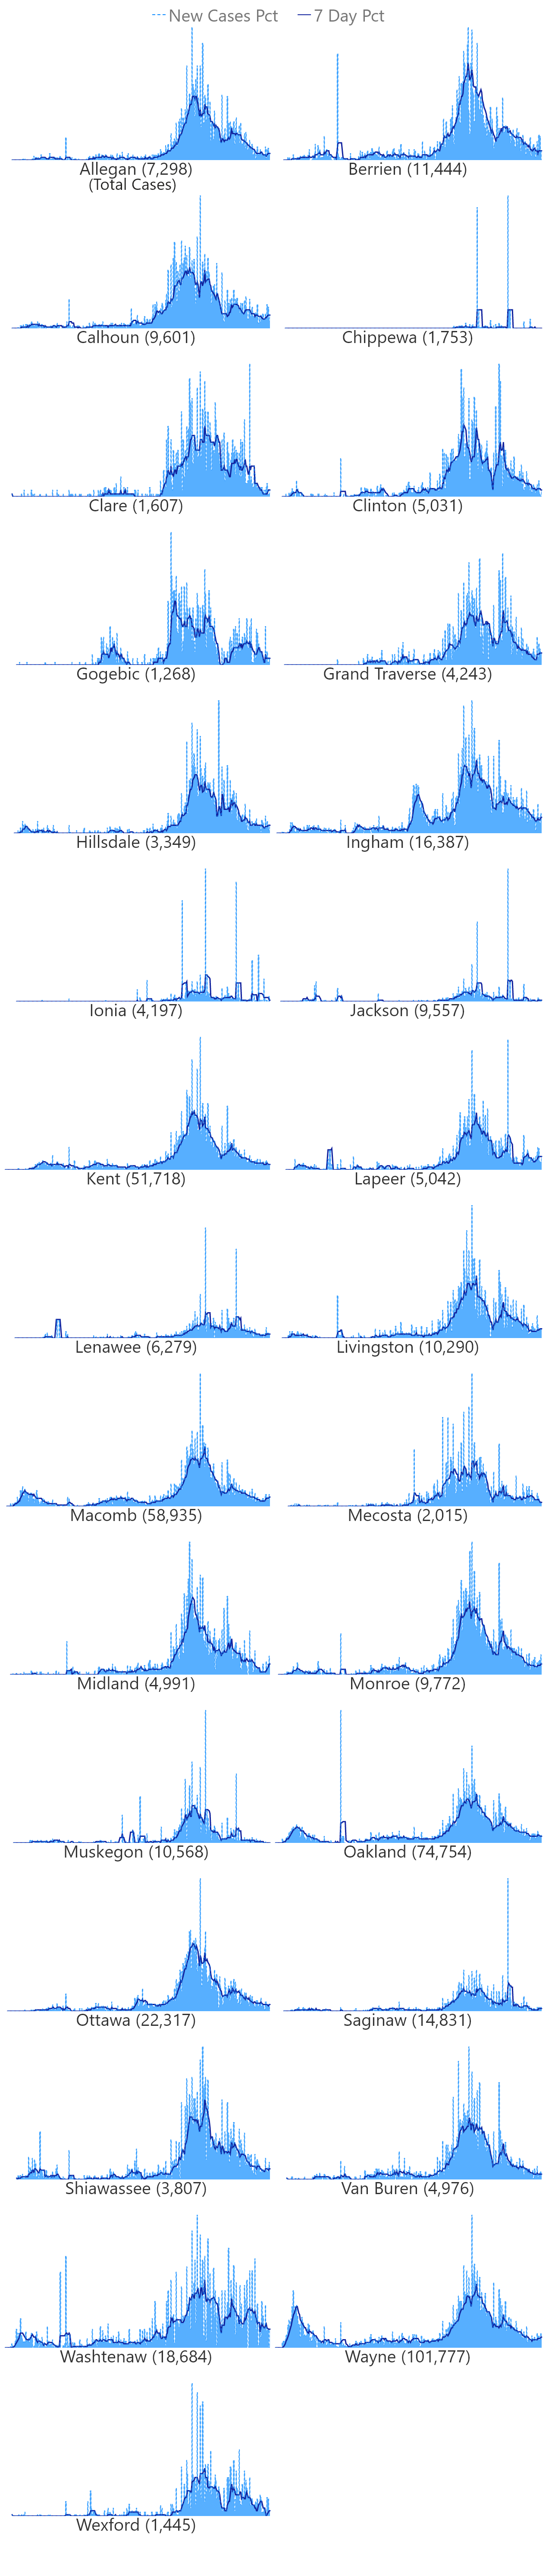 New Cases Pct 7 Day Pct
Allegan (7,298)
(Total Cases)
Berrien (11,444)
Calhoun (9,601)
Chippewa (1,753)
Clare (1,607)
Clinton (5,031)
Gogebic (1,268)
Grand Traverse (4,243)
Hillsdale (3,349)
Ingham (16,387)
Ionia (4,197)
Jackson (9,557)
Kent (51,718)
Lapeer (5,042)
Lenawee (6,279)
Livingston (10,290)
Macomb (58,935)
Mecosta (2,015)
Midland (4,991)
Monroe (9,772)
Muskegon (10,568)
Oakland (74,754)
Ottawa (22,317)
Saginaw (14,831)
Shiawassee (3,807)
Van Buren (4,976)
Washtenaw (18,684)
Wayne (101,777)
Wexford (1,445)